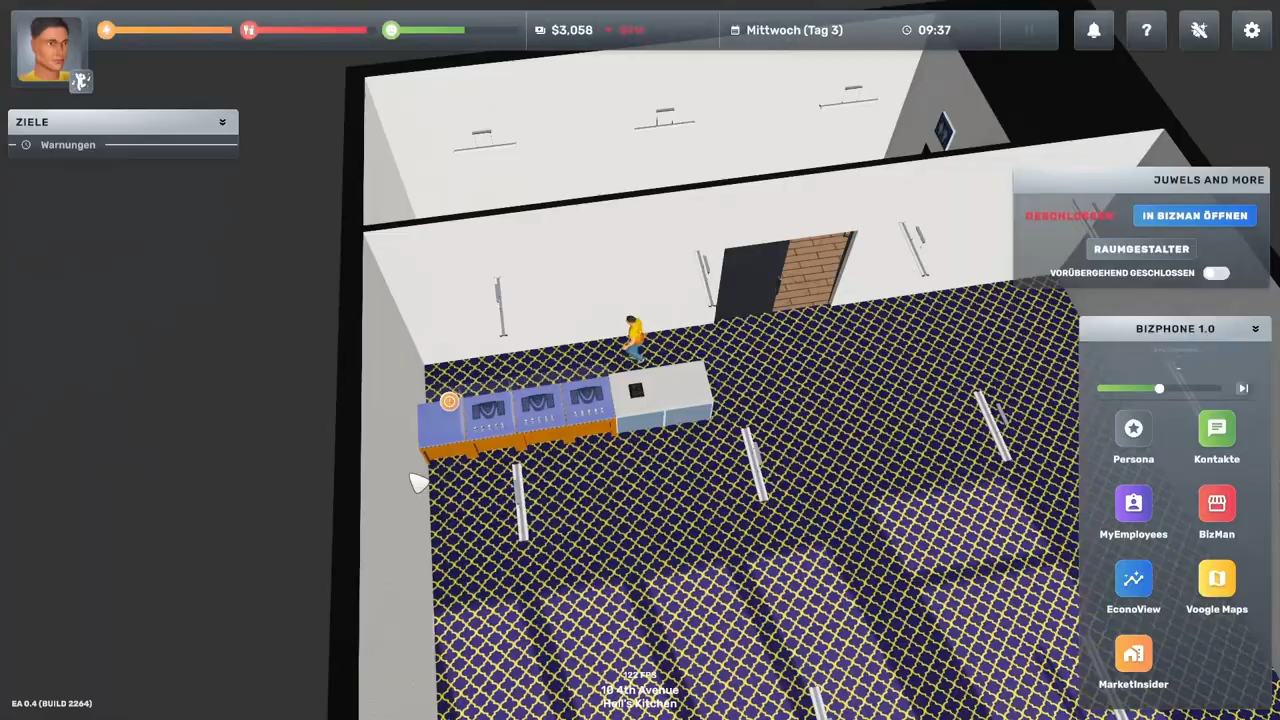 $3,058
Mittwoch (Tag 3)
09:37
?
ZIELE
Warnungen
JUWELS AND MORE
GESCHLOSSEN
IN BIZMAN ÖFFNEN
RAUMGESTALTER
VORÜBERGEHEND GESCHLOSSEN
BIZPHONE 1.0
-
Persona
Kontakte
MyEmployees
BizMan
EconoView
Voogle Maps
MarketInsider
122 FPS
10 4th Avenue
Hell's Kitchen
EA 0.4 (BUILD 2264)